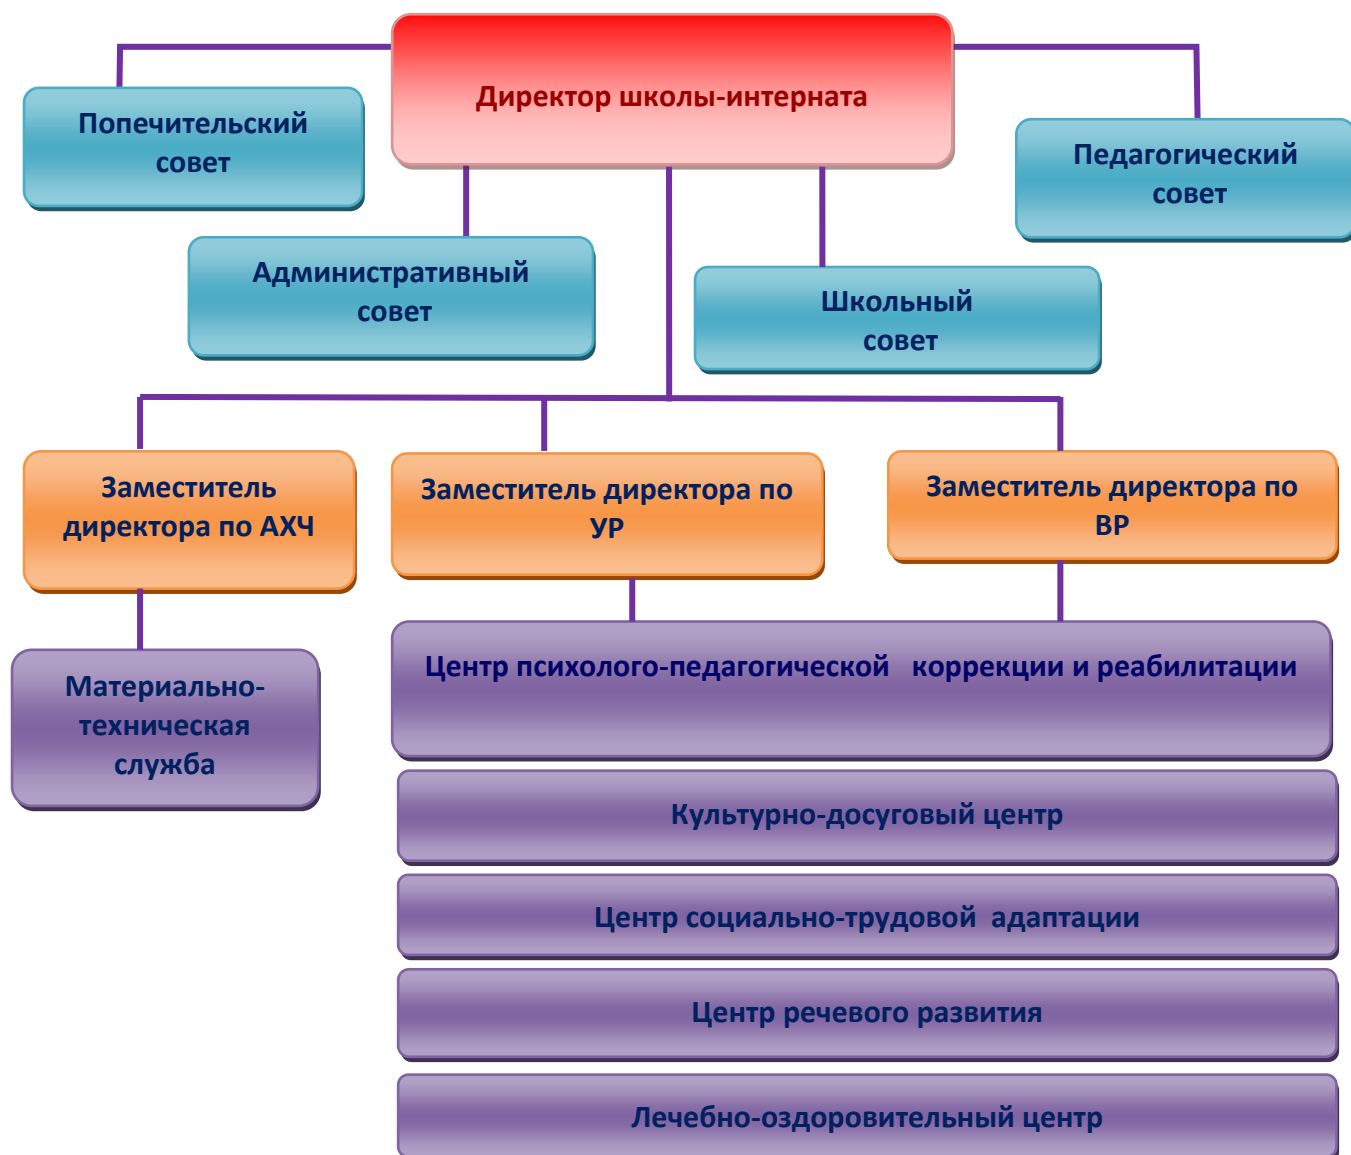 Директор школы-интерната
Попечительский
совет
Педагогический
совет
Административный
совет
Школьный
совет
Заместитель
директора по АХЧ
Заместитель директора по
УР
Заместитель директора по
ВР
Центр психолого-педагогической коррекции и реабилитации
Материально-
техническая
служба
Культурно-досуговый центр
Центр социально-трудовой адаптации
Центр речевого развития
Лечебно-оздоровительный центр